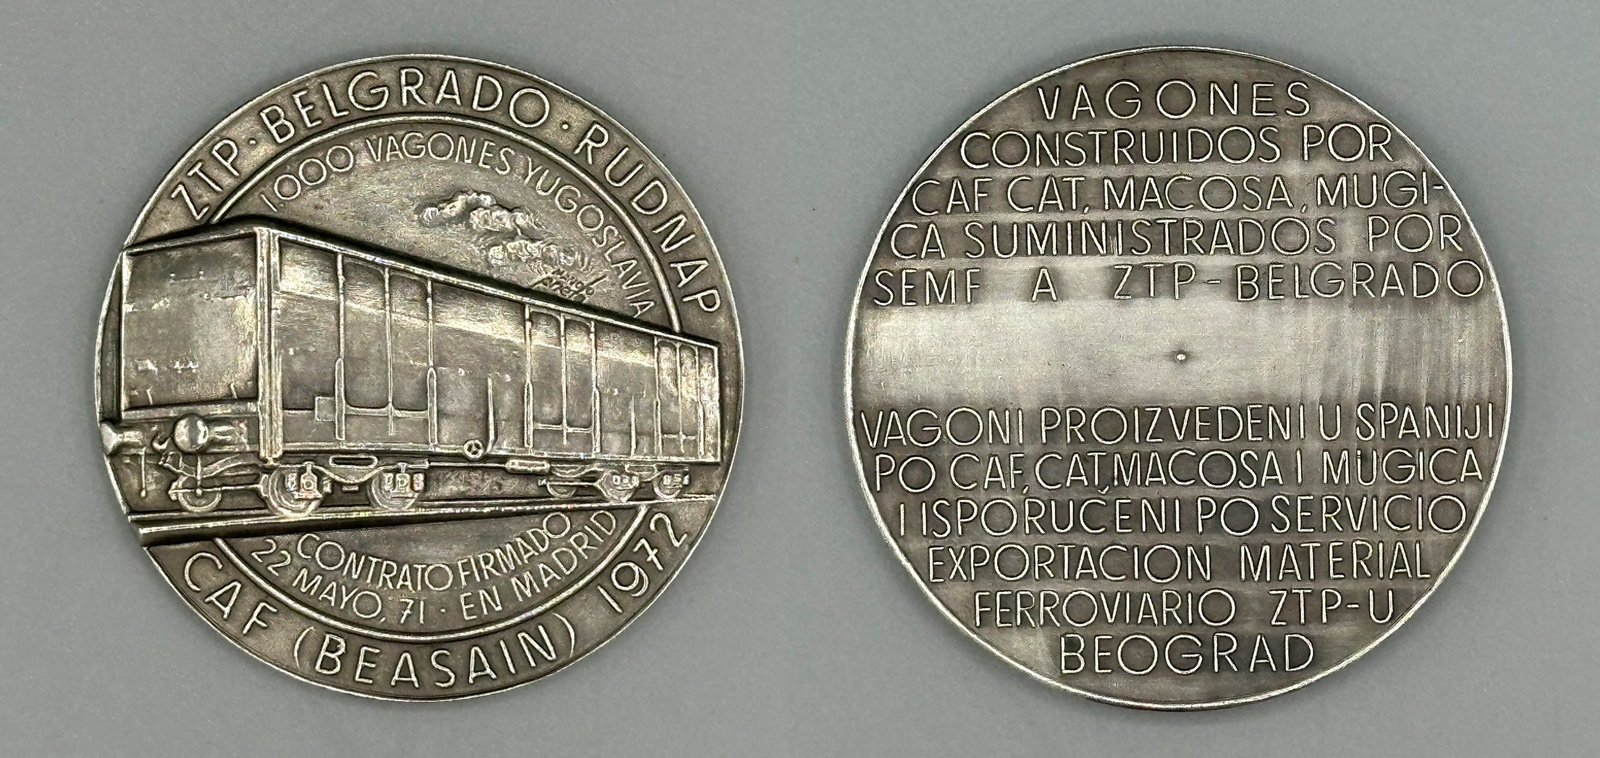 ZTP · BELGRADO · RUDNAP
1.000 VAGONES YUGOSLAVIA
CONTRATO FIRMADO
22 MAYO, 71 · EN MADRID
CAF (BEASAIN) 1972
VAGONES
CONSTRUIDOS POR
CAF CAT, MACOSA, MUGI-
CA SUMINISTRADOS POR
SEMF A ZTP-BELGRADO
VAGONI PROIZVEDENI U SPANIJI
PO CAF, CAT, MACOSA I MUGICA
I ISPORUČENI PO SERVICIO
EXPORTACION MATERIAL
FERROVIARIO ZTP-U
BEOGRAD